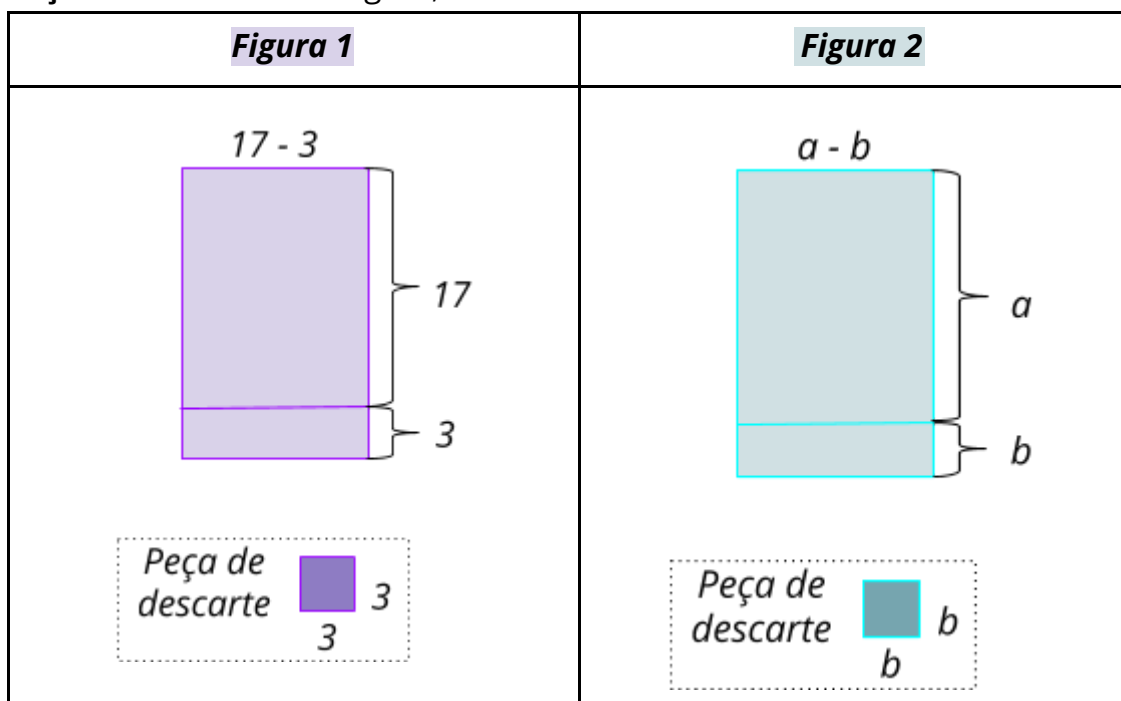 Figura 1
Figura 2
17 - 3
17
3
Peça de
descarte
3
3
a - b
a
b
Peça de
descarte
b
b